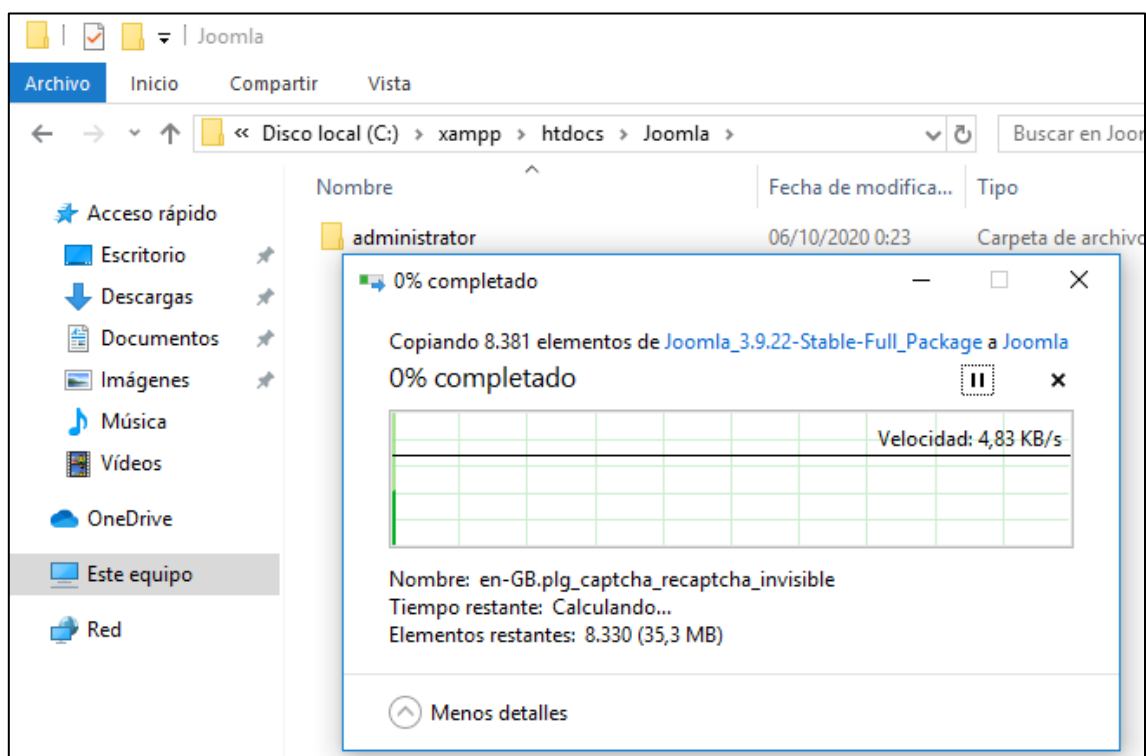 Joomla
Archivo Inicio Compartir Vista
« Disco local (C:) > xampp > htdocs > Joomla > Buscar en Joor
Nombre Fecha de modifica... Tipo
Acceso rápido
administrator 06/10/2020 0:23 Carpeta de archivo
Escritorio
Descargas
Documentos
Imágenes
Música
Vídeos
OneDrive
Este equipo
Red
0% completado
Copiando 8.381 elementos de Joomla_3.9.22-Stable-Full_Package a Joomla
0% completado
Velocidad: 4,83 KB/s
Nombre: en-GB.plg_captcha_recaptcha_invisible
Tiempo restante: Calculando...
Elementos restantes: 8.330 (35,3 MB)
Menos detalles